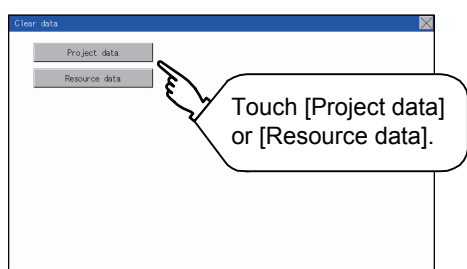 Clear data
Project data
Resource data
Touch [Project data]
or [Resource data].